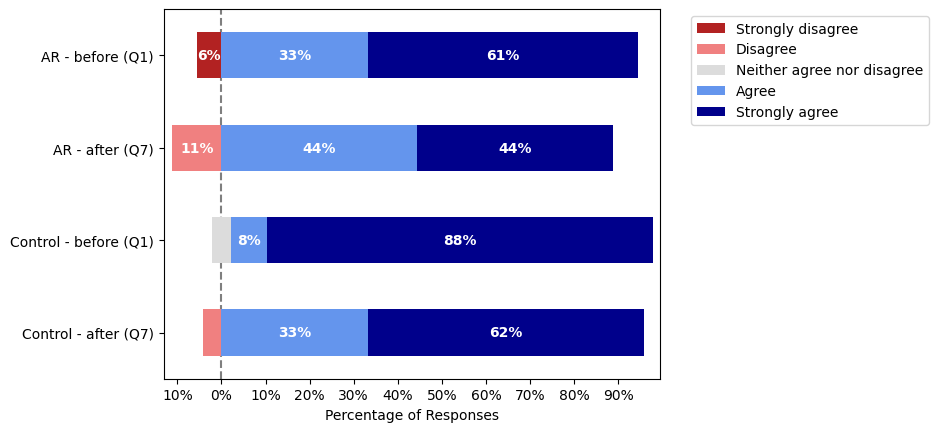 AR - before (Q1)
6%
33%
61%
AR - after (Q7)
11%
44%
44%
Control - before (Q1)
8%
88%
Control - after (Q7)
33%
62%
10% 0% 10% 20% 30% 40% 50% 60% 70% 80% 90%
Percentage of Responses
Strongly disagree
Disagree
Neither agree nor disagree
Agree
Strongly agree